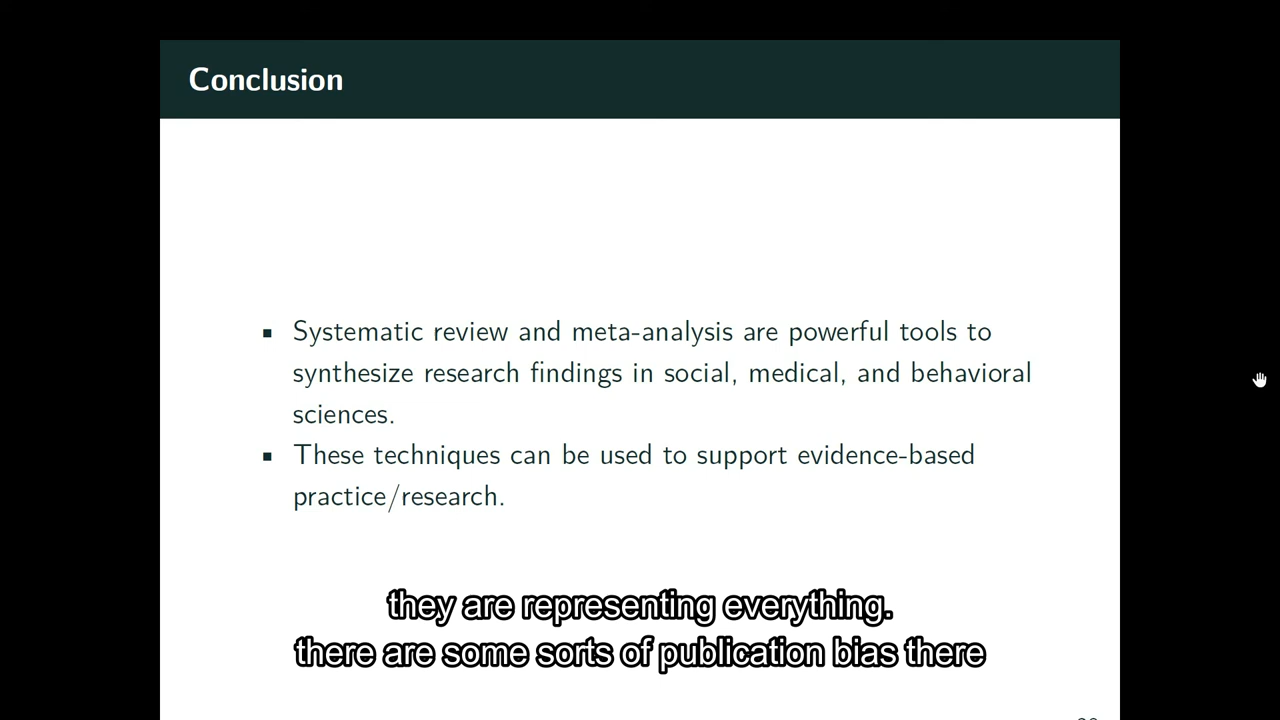 Conclusion
▪ Systematic review and meta-analysis are powerful tools to
synthesize research findings in social, medical, and behavioral
sciences.
▪ These techniques can be used to support evidence-based
practice/research.
they are representing everything.
there are some sorts of publication bias there